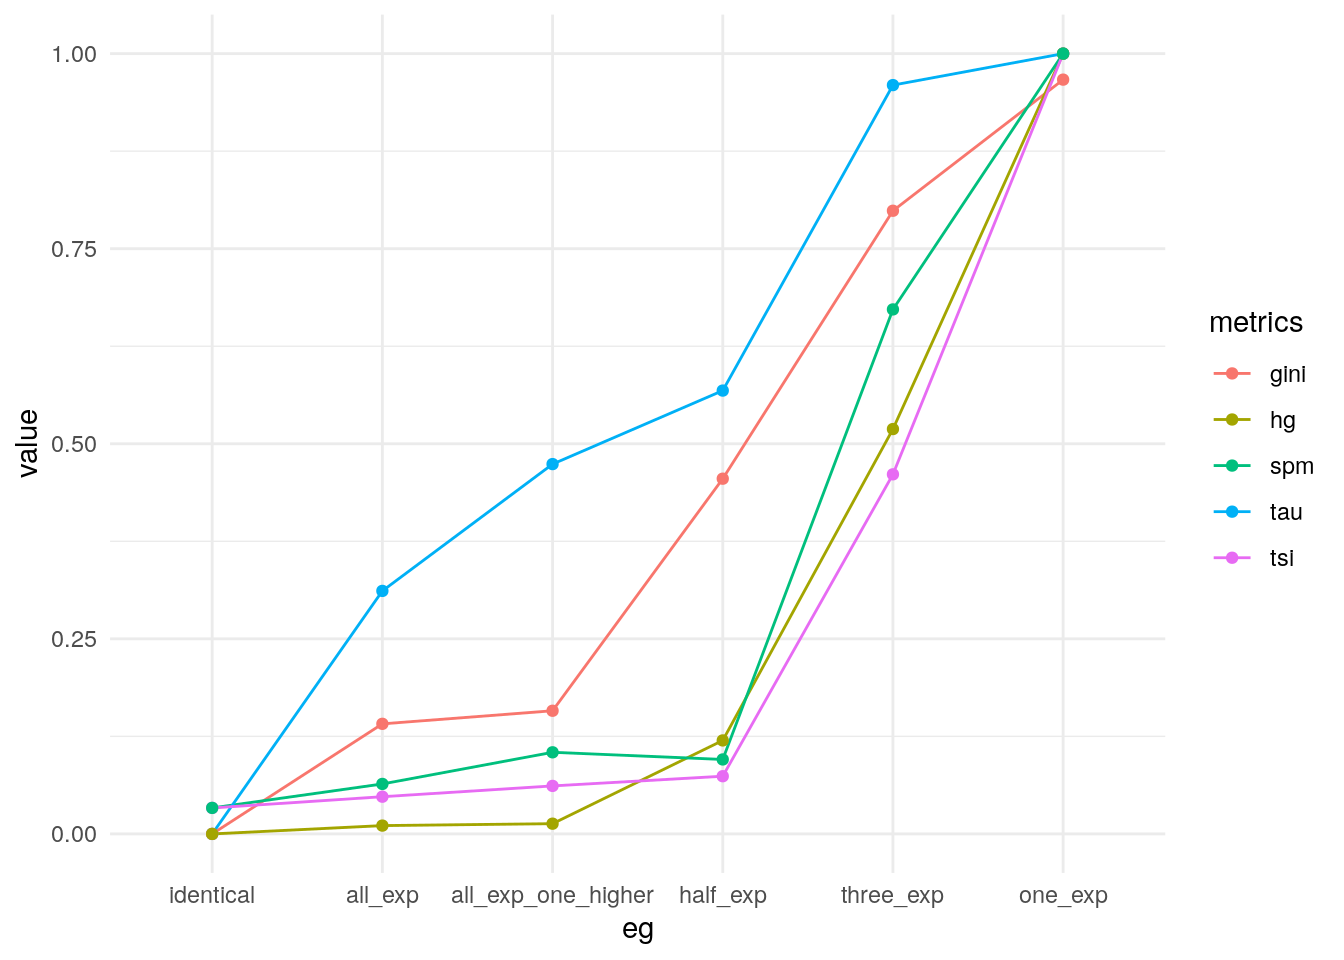 1.00
0.75
0.50
0.25
0.00
value
identical
all_exp
all_exp_one_higher
half_exp
three_exp
one_exp
eg
metrics
gini
hg
spm
tau
tsi